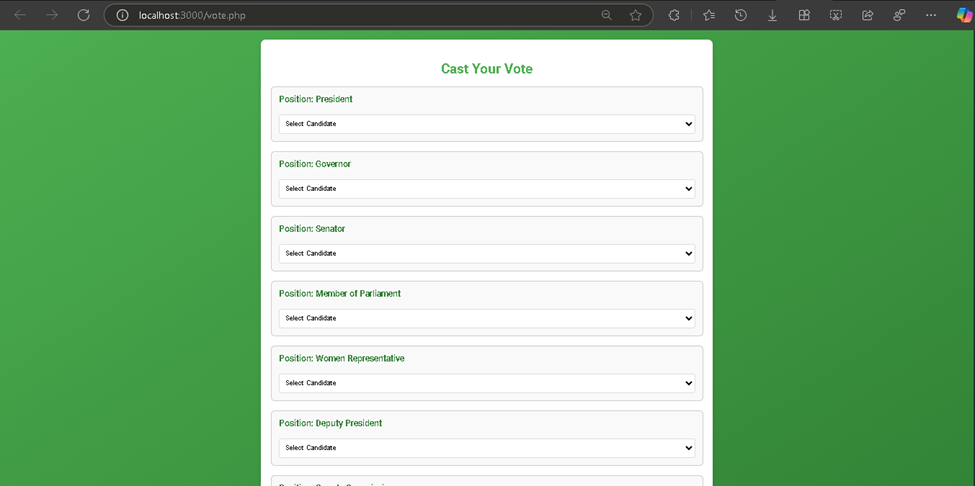 localhost:3000/vote.php
Cast Your Vote
Position: President
Select Candidate
Position: Governor
Select Candidate
Position: Senator
Select Candidate
Position: Member of Parliament
Select Candidate
Position: Women Representative
Select Candidate
Position: Deputy President
Select Candidate